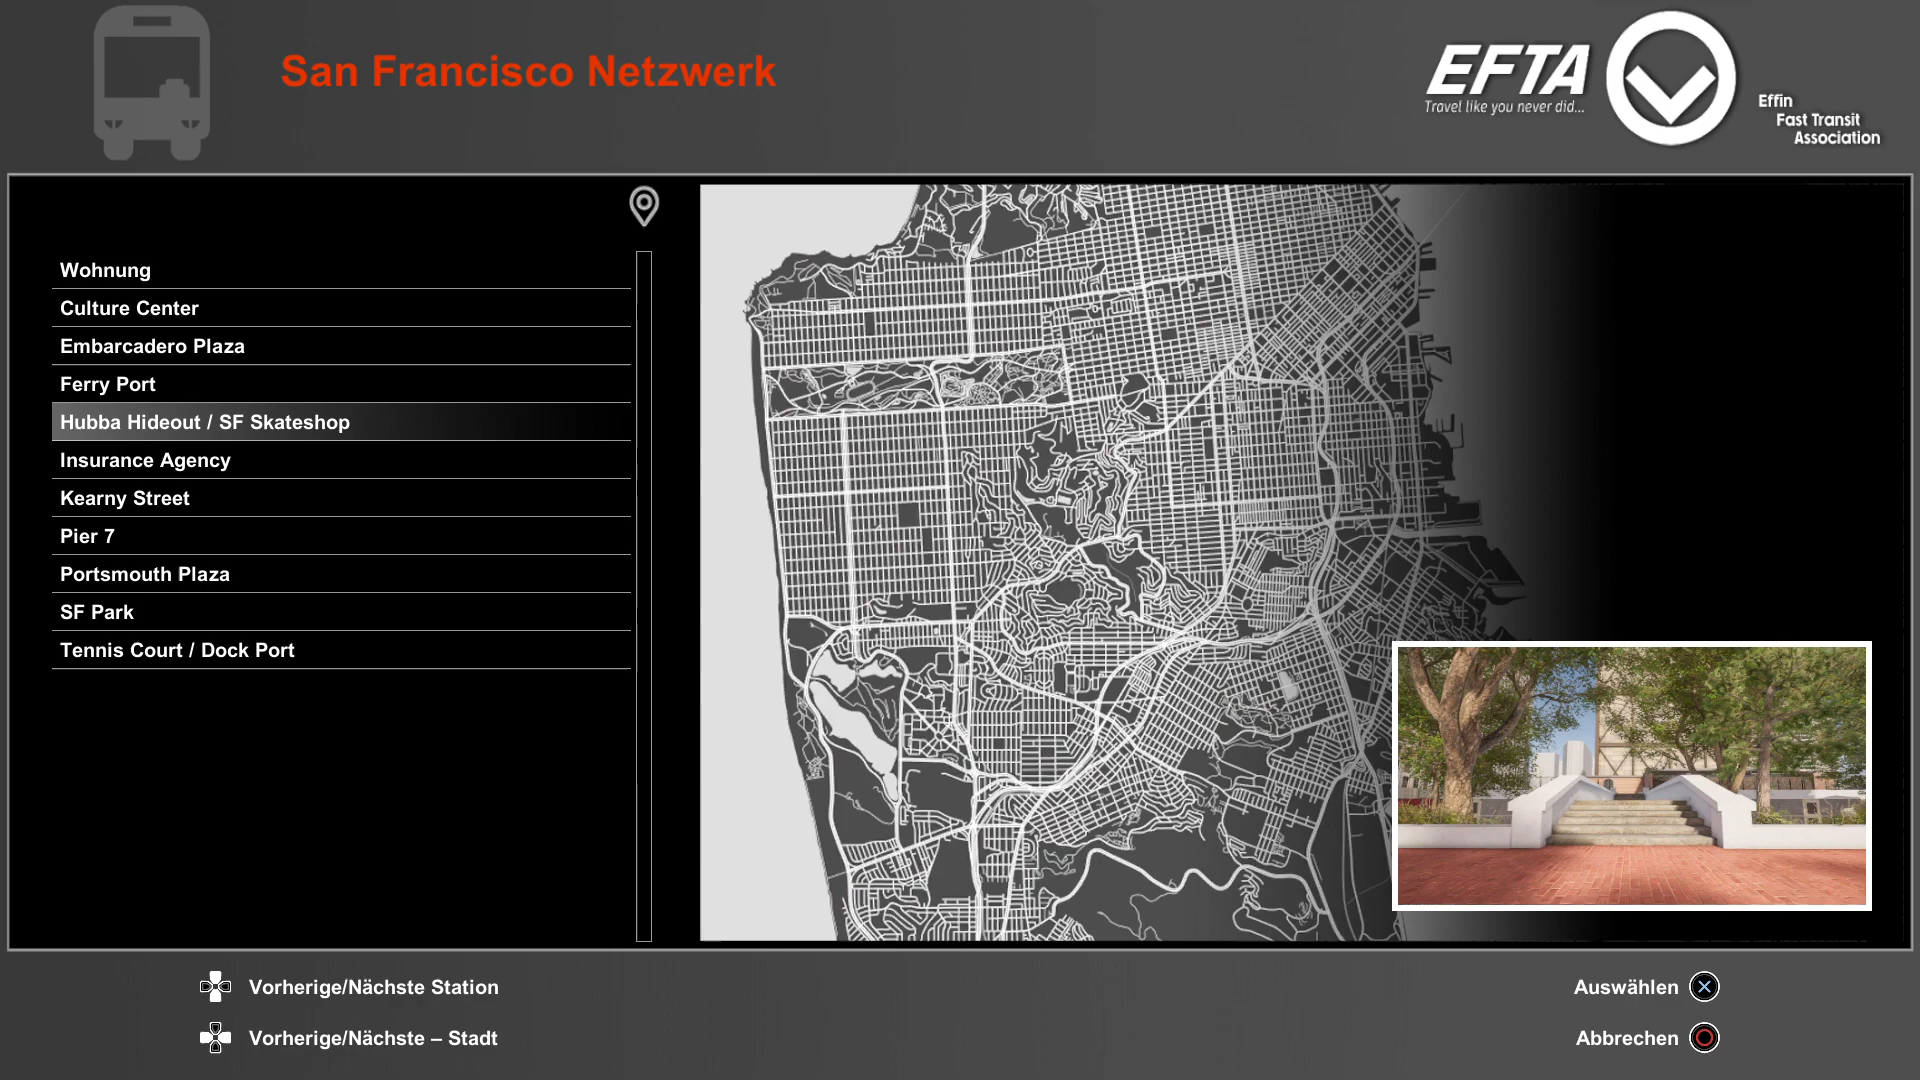 San Francisco Netzwerk
EFTA
Travel like you never did...
Effin
Fast Transit
Association
Wohnung
Culture Center
Embarcadero Plaza
Ferry Port
Hubba Hideout / SF Skateshop
Insurance Agency
Kearny Street
Pier 7
Portsmouth Plaza
SF Park
Tennis Court / Dock Port
Vorherige/Nächste Station
Auswählen
Vorherige/Nächste – Stadt
Abbrechen